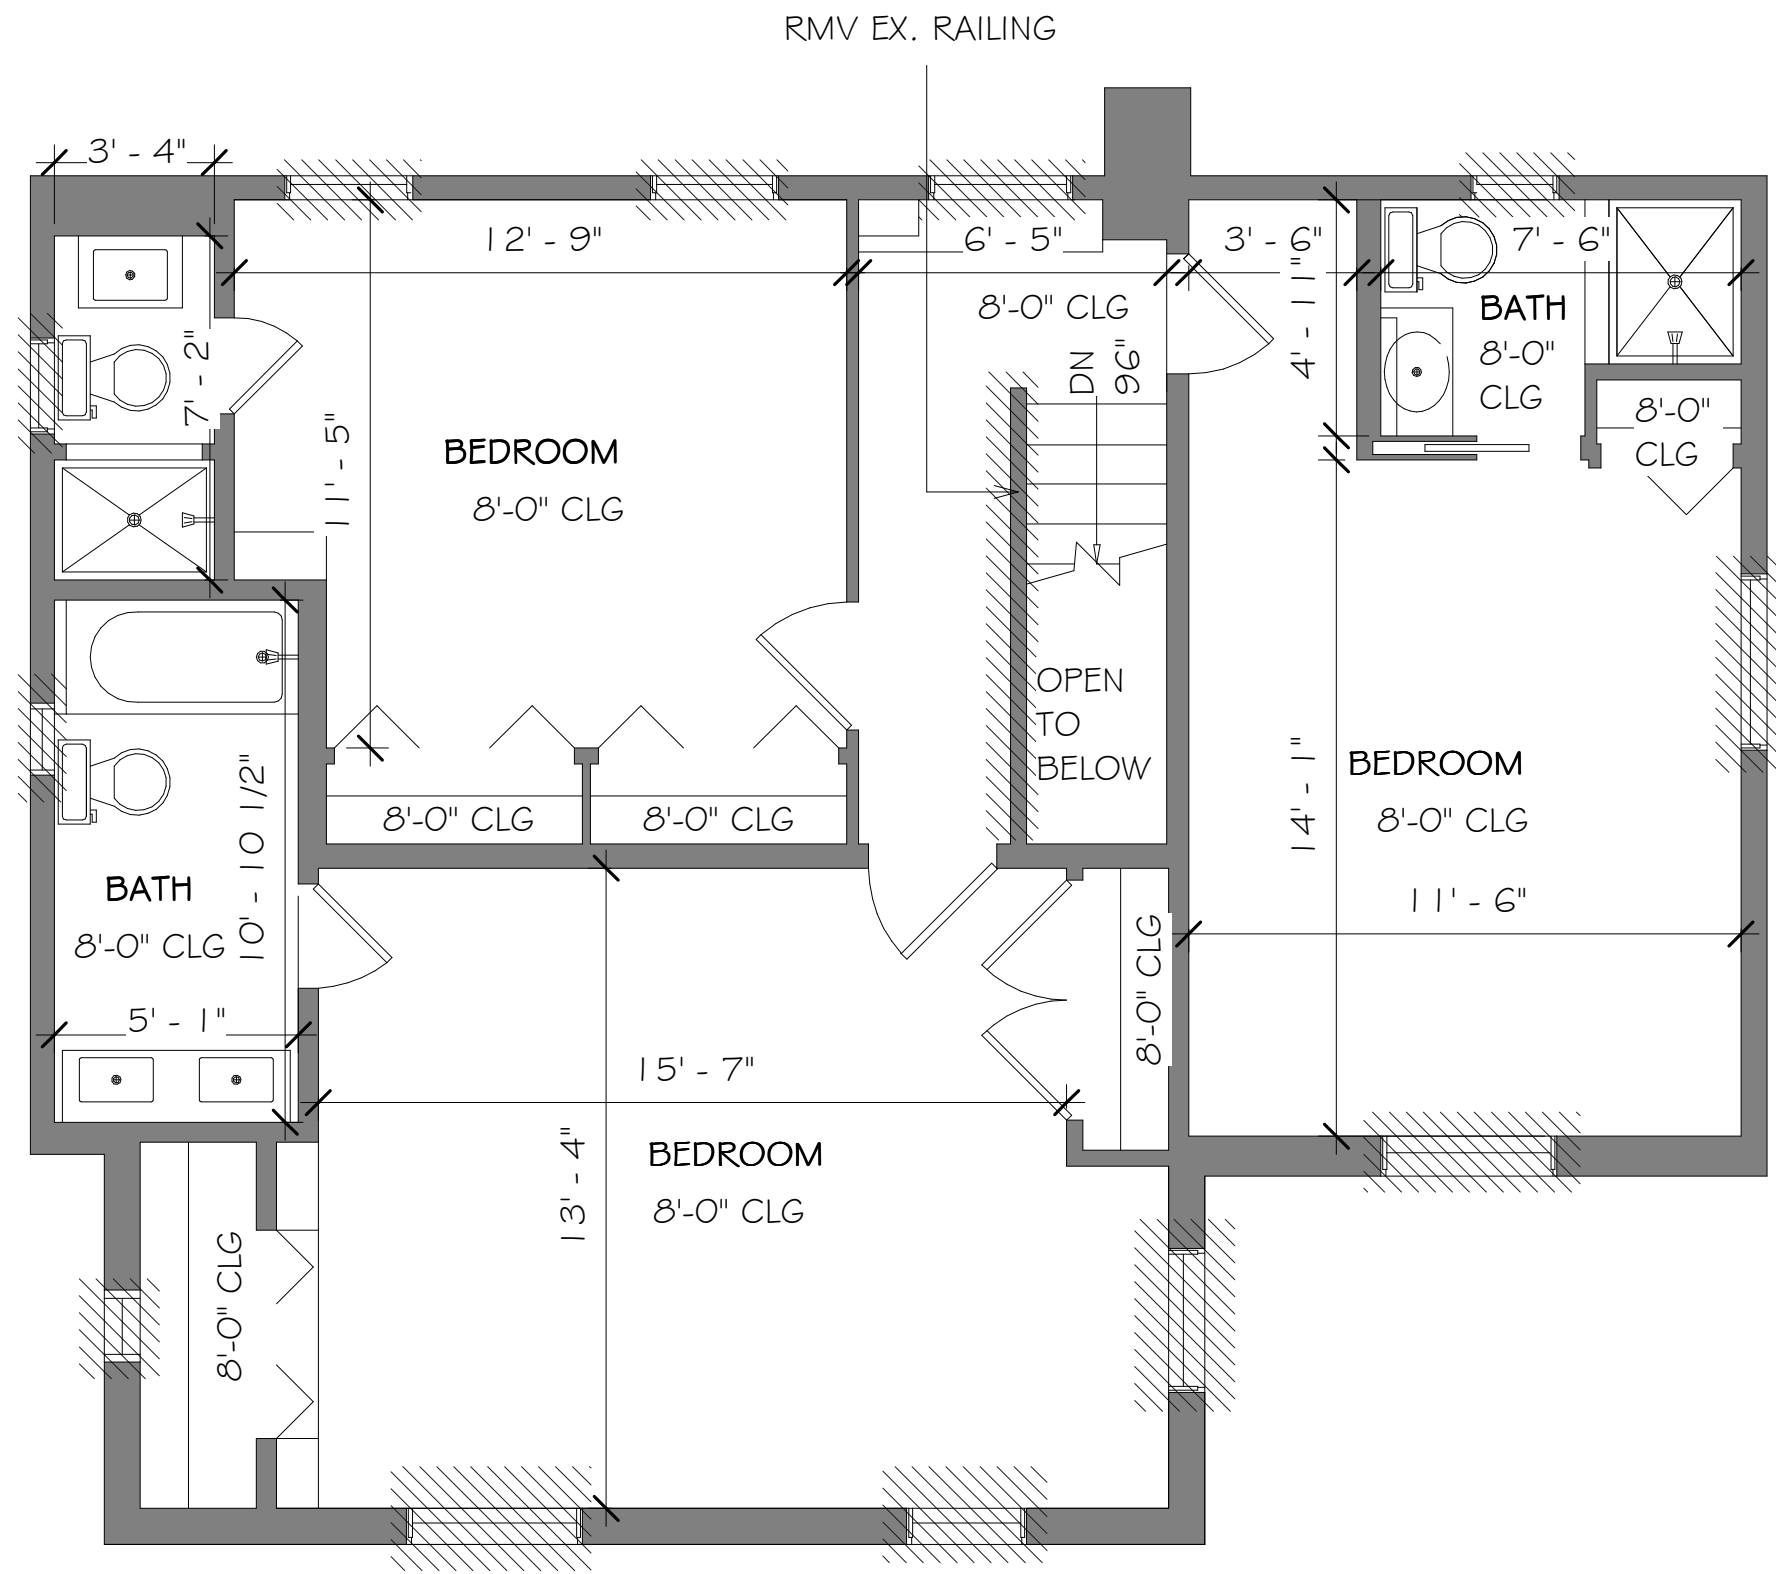 RMV EX. RAILING
3' - 4"
12' - 9"
6' - 5"
3' - 6"
7' - 6"
8'-0" CLG
4' - 11"
BATH
8'-0"
CLG
7' - 2"
DN
96"
11' - 5"
BEDROOM
8'-0" CLG
8'-0"
CLG
OPEN
TO
BELOW
BEDROOM
8'-0" CLG
14' - 1"
10' - 10 1/2"
8'-0" CLG
8'-0" CLG
BATH
8'-0" CLG
11' - 6"
8'-0" CLG
5' - 1"
15' - 7"
13' - 4"
BEDROOM
8'-0" CLG
8'-0" CLG